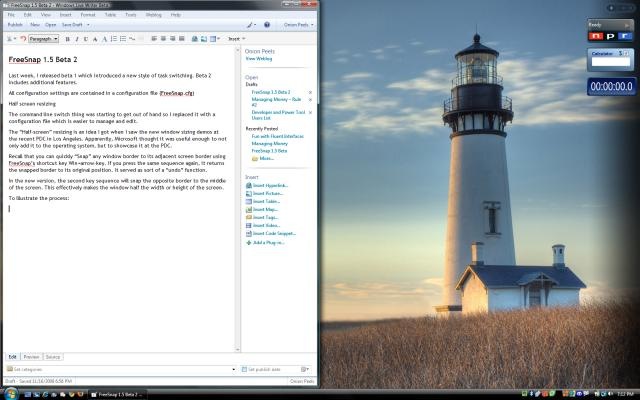 FreeSnap 1.5 Beta 2 - Windows Live Writer Beta
File Edit View Insert Format Table Tools Weblog Help
Publish New Open Save Draft Onion Peels
Paragraph B I U A A Insert
FreeSnap 1.5 Beta 2
Last week, I released beta 1 which introduced a new style of task switching. Beta 2
includes additional features.
All configuration settings are contained in a configuration file (FreeSnap.cfg)
Half screen resizing
The command line switch thing was starting to get out of hand so I replaced it with a
configuration file which is easier to manage and edit.
The "Half-screen" resizing is an idea I got when I saw the new window sizing demos at
the recent PDC in Los Angeles. Apparently, Microsoft thought it was useful enough to not
only add it to the operating system, but to showcase it at the PDC.
Recall that you can quickly "Snap" any window border to its adjacent screen border using
FreeSnap's shortcut key Win+arrow key. If you press the same sequence again, it returns
the snapped border to its original position. It served as sort of a "undo" function.
In the new version, the second key sequence will snap the opposite border to the middle
of the screen. This effectively makes the window half the width or height of the screen.
To illustrate the process:
Onion Peels
View Weblog
Open
Drafts
FreeSnap 1.5 Beta 2
Managing Money - Rule
#2
Developer and Power Tool
Users List
Recently Posted
Fun with Fluent Interfaces
Managing Money
FreeSnap 1.5 Beta
More...
Insert
Insert Hyperlink...
Insert Picture...
Insert Table...
Insert Map...
Insert Tags...
Insert Video...
Insert Code Snippet...
Add a Plug-in...
Edit Preview Source
Set categories Set publish date
Draft - Saved 11/16/2008 6:58 PM Onion Peels
Ready
n p r
Calculator
00:00:00.0
FreeSnap 1.5 Beta 2 ...
7:12 PM